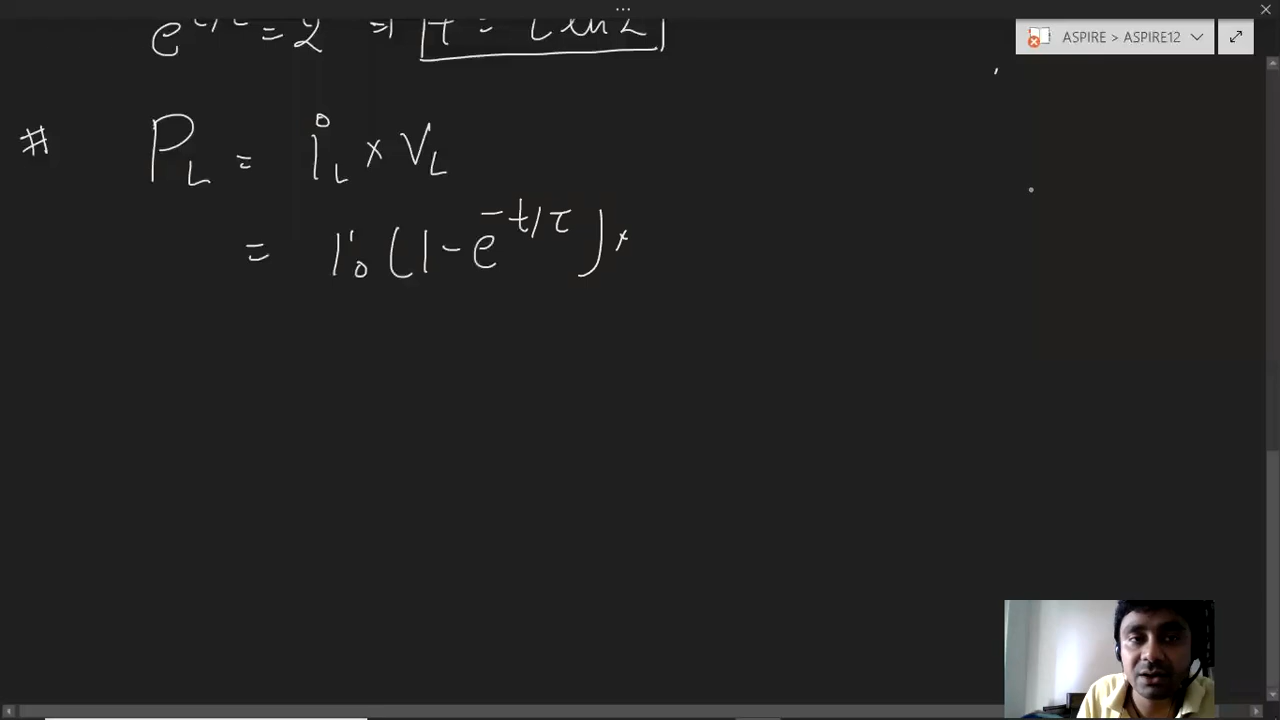 ASPIRE > ASPIRE12
e^{t/τ} = 2 ⇒ t = τ ln 2
# P_L = i_L × V_L
= i_0 (1 - e^{-t/τ}) ×